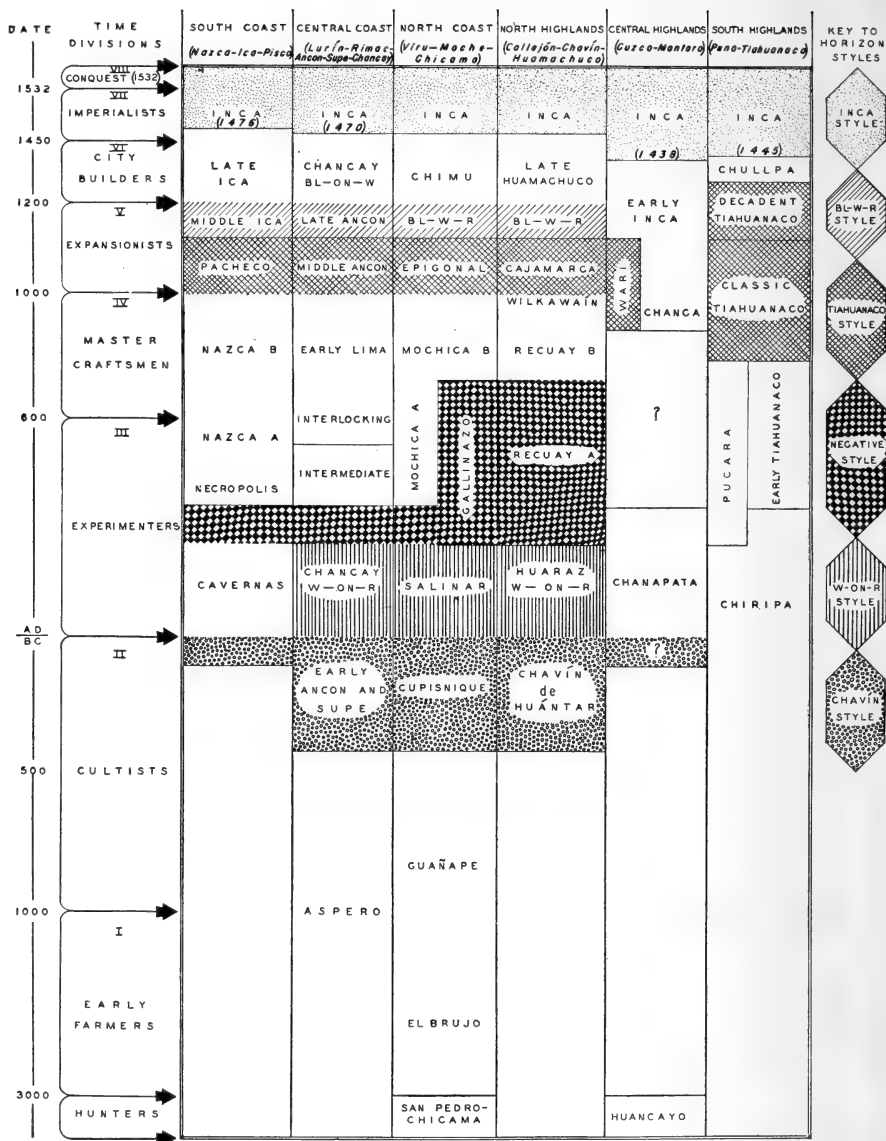 DATE
TIME
DIVISIONS
SOUTH COAST
(Nazca-Ica-Pisco)
CENTRAL COAST
(Lurín-Rimac-
Ancon-Supe-Chancay)
NORTH COAST
(Viru-Moche-
Chicama)
NORTH HIGHLANDS
(Callejón-Chavín-
Huamachuco)
CENTRAL HIGHLANDS
(Cuzco-Mantaro)
SOUTH HIGHLANDS
(Puno-Tiahuanaco)
KEY TO
HORIZON
STYLES
VIII
CONQUEST (1532)
1532
VII
IMPERIALISTS
INCA
(1476)
INCA
(1470)
INCA
INCA
INCA
(1438)
INCA
(1445)
INCA
STYLE
1450
VI
CITY
BUILDERS
LATE
ICA
CHANCAY
BL-ON-W
CHIMU
LATE
HUAMACHUCO
EARLY
INCA
CHULLPA
DECADENT
TIAHUANACO
1200
V
EXPANSIONISTS
MIDDLE ICA
LATE ANCON
BL-W-R
BL-W-R
BL-W-R
STYLE
PACHECO
MIDDLE ANCON
EPIGONAL
CAJAMARCA
WARI
CLASSIC
TIAHUANACO
1000
IV
MASTER
CRAFTSMEN
WILKAWAÍN
CHANCA
TIAHUANACO
STYLE
NAZCA B
EARLY LIMA
MOCHICA B
RECUAY B
?
600
III
EXPERIMENTERS
NAZCA A
NECROPOLIS
INTERLOCKING
INTERMEDIATE
MOCHICA A
GALLINAZO
RECUAY A
PUCARA
EARLY TIAHUANACO
NEGATIVE
STYLE
CAVERNAS
CHANCAY
W-ON-R
SALINAR
HUARAZ
W-ON-R
CHANAPATA
CHIRIPA
W-ON-R
STYLE
AD
BC
II
CULTISTS
EARLY
ANCON AND
SUPE
CUPISNIQUE
CHAVÍN
de
HUÁNTAR
?
CHAVIN
STYLE
500
GUAÑAPE
1000
ASPERO
I
EARLY
FARMERS
EL BRUJO
3000
HUNTERS
SAN PEDRO-
CHICAMA
HUANCAYO